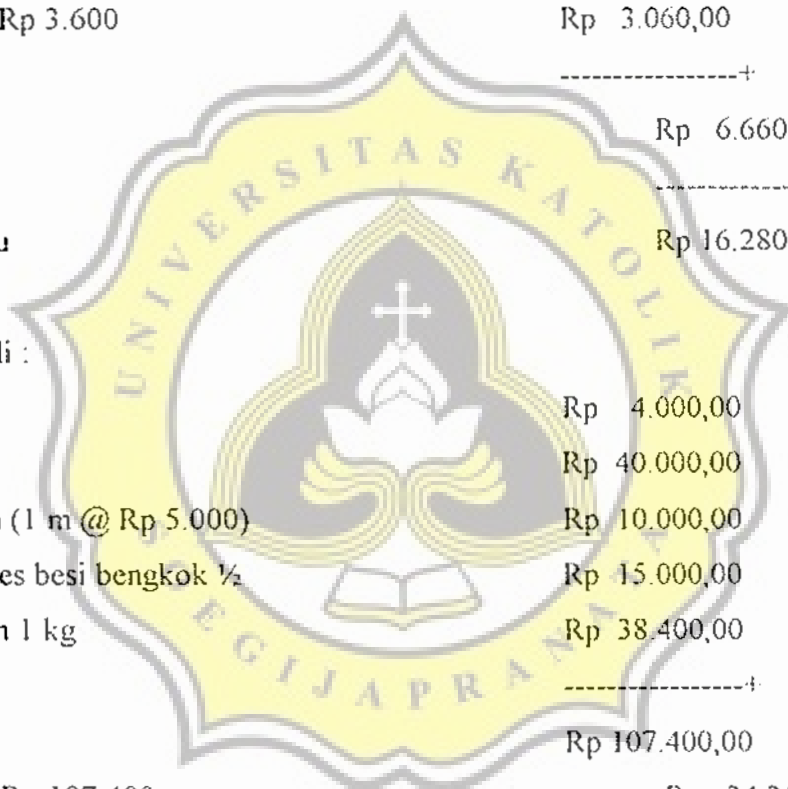 Rp 3.600 Rp 3.060,00
----------------+
Rp 6.660
Rp 16.280
li :
Rp 4.000,00
Rp 40.000,00
(1 m @ Rp 5.000) Rp 10.000,00
es besi bengkok ½ Rp 15.000,00
n 1 kg Rp 38.400,00
----------------+
Rp 107.400,00
UNIVERSITAS KATOLIK
SOEGIJAPRANATA